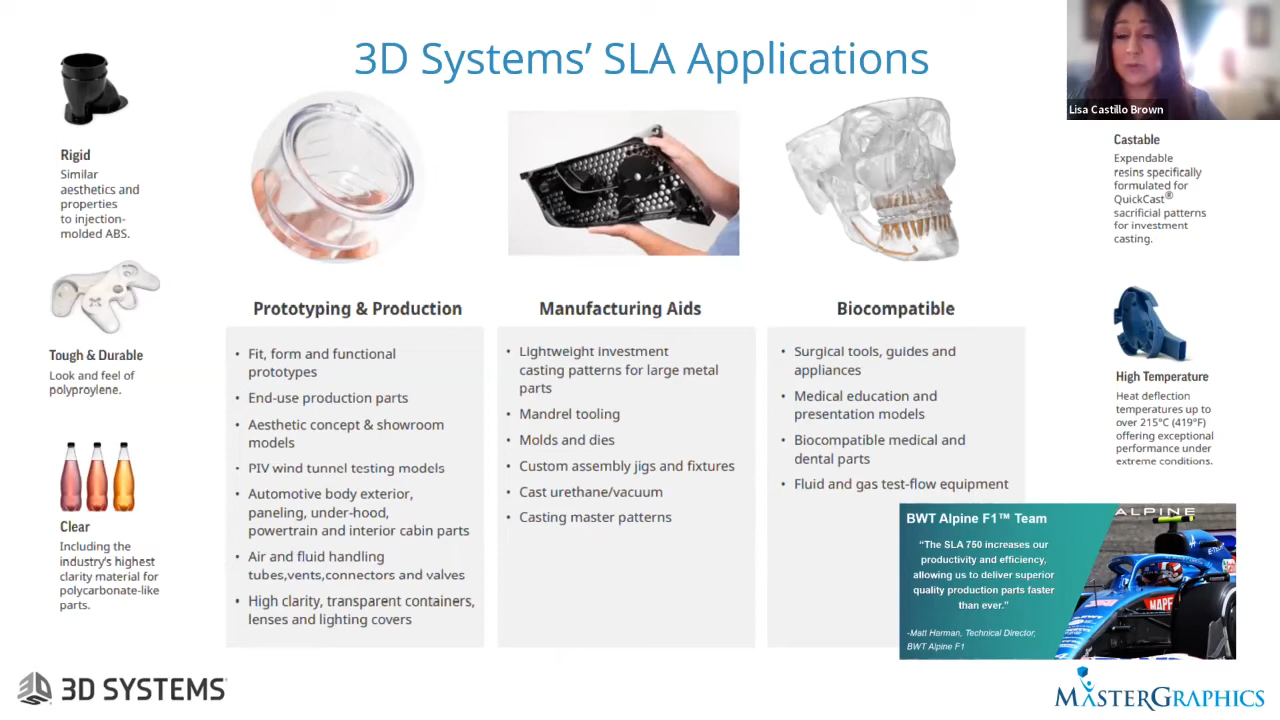 3D Systems' SLA Applications
Lisa Castillo Brown
Rigid
Similar
aesthetics and
properties
to injection-
molded ABS.
Tough & Durable
Look and feel of
polyproylene.
Clear
Including the
industry's highest
clarity material for
polycarbonate-like
parts.
Prototyping & Production
• Fit, form and functional
prototypes
• End-use production parts
• Aesthetic concept & showroom
models
• PIV wind tunnel testing models
• Automotive body exterior,
paneling, under-hood,
powertrain and interior cabin parts
• Air and fluid handling
tubes,vents,connectors and valves
• High clarity, transparent containers,
lenses and lighting covers
Manufacturing Aids
• Lightweight investment
casting patterns for large metal
parts
• Mandrel tooling
• Molds and dies
• Custom assembly jigs and fixtures
• Cast urethane/vacuum
• Casting master patterns
Biocompatible
• Surgical tools, guides and
appliances
• Medical education and
presentation models
• Biocompatible medical and
dental parts
• Fluid and gas test-flow equipment
Castable
Expendable
resins specifically
formulated for
QuickCast®
sacrificial patterns
for investment
casting.
High Temperature
Heat deflection
temperatures up to
over 215°C (419°F)
offering exceptional
performance under
extreme conditions.
BWT Alpine F1™ Team
"The SLA 750 increases our
productivity and efficiency,
allowing us to deliver superior
quality production parts faster
than ever."
-Matt Harman, Technical Director,
BWT Alpine F1
ALPINE
MAPF
3D SYSTEMS
MASTERGRAPHICS